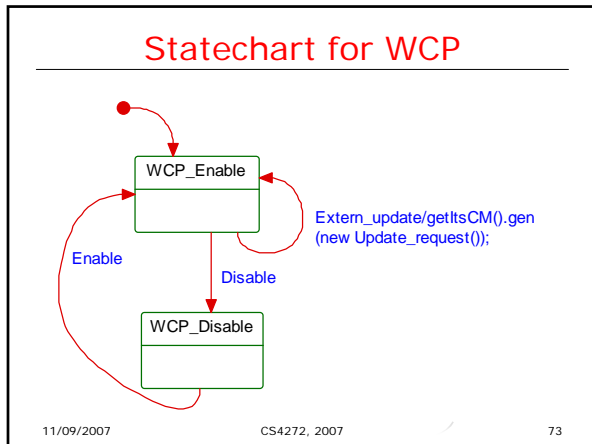 Statechart for WCP
WCP_Enable
Extern_update/getItsCM().gen
(new Update_request());
Enable
Disable
WCP_Disable
11/09/2007
CS4272, 2007
73